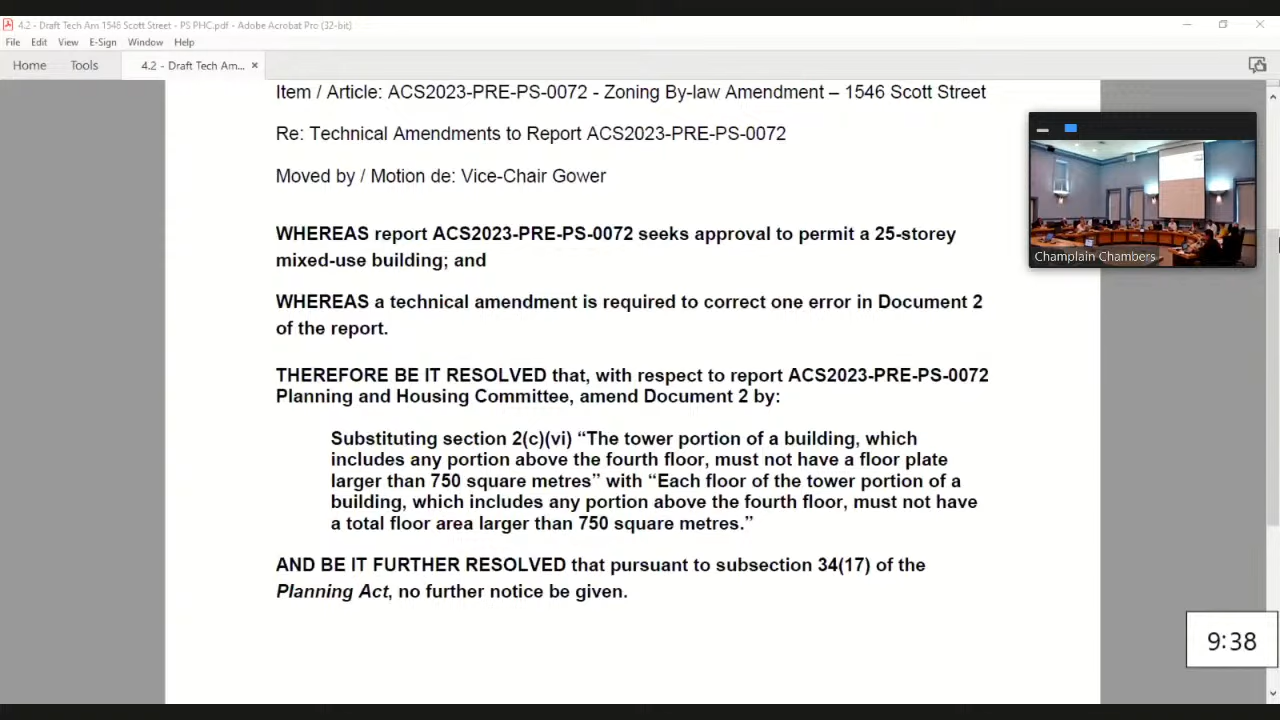 4.2 - Draft Tech Am 1546 Scott Street - PS PHC.pdf - Adobe Acrobat Pro (32-bit)
File Edit View E-Sign Window Help
Home Tools 4.2 - Draft Tech Am... ×
Item / Article: ACS2023-PRE-PS-0072 - Zoning By-law Amendment – 1546 Scott Street
Re: Technical Amendments to Report ACS2023-PRE-PS-0072
Moved by / Motion de: Vice-Chair Gower
WHEREAS report ACS2023-PRE-PS-0072 seeks approval to permit a 25-storey
mixed-use building; and
WHEREAS a technical amendment is required to correct one error in Document 2
of the report.
THEREFORE BE IT RESOLVED that, with respect to report ACS2023-PRE-PS-0072
Planning and Housing Committee, amend Document 2 by:
Substituting section 2(c)(vi) “The tower portion of a building, which
includes any portion above the fourth floor, must not have a floor plate
larger than 750 square metres” with “Each floor of the tower portion of a
building, which includes any portion above the fourth floor, must not have
a total floor area larger than 750 square metres.”
AND BE IT FURTHER RESOLVED that pursuant to subsection 34(17) of the
Planning Act, no further notice be given.
Champlain Chambers
9:38